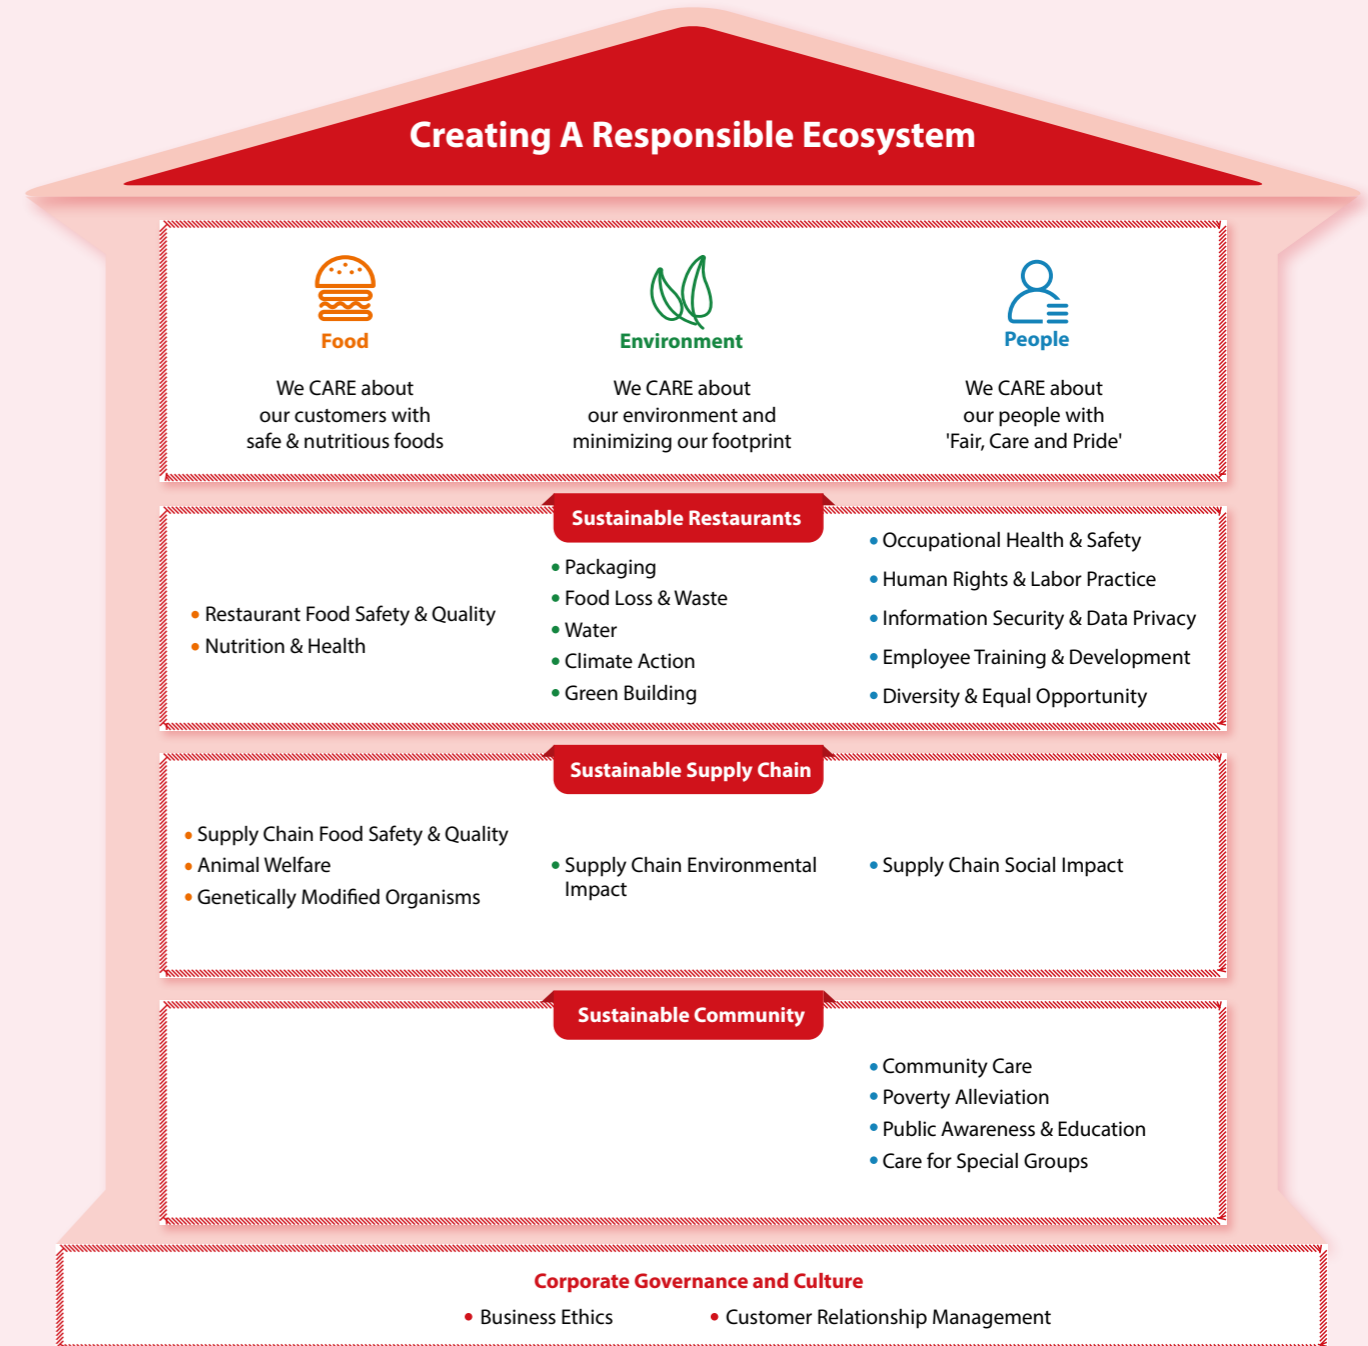 Creating A Responsible Ecosystem
Food
We CARE about
our customers with
safe & nutritious foods
Environment
We CARE about
our environment and
minimizing our footprint
People
We CARE about
our people with
'Fair, Care and Pride'
Sustainable Restaurants
• Restaurant Food Safety & Quality
• Nutrition & Health
• Packaging
• Food Loss & Waste
• Water
• Climate Action
• Green Building
• Occupational Health & Safety
• Human Rights & Labor Practice
• Information Security & Data Privacy
• Employee Training & Development
• Diversity & Equal Opportunity
Sustainable Supply Chain
• Supply Chain Food Safety & Quality
• Animal Welfare
• Genetically Modified Organisms
• Supply Chain Environmental
Impact
• Supply Chain Social Impact
Sustainable Community
• Community Care
• Poverty Alleviation
• Public Awareness & Education
• Care for Special Groups
Corporate Governance and Culture
• Business Ethics
• Customer Relationship Management